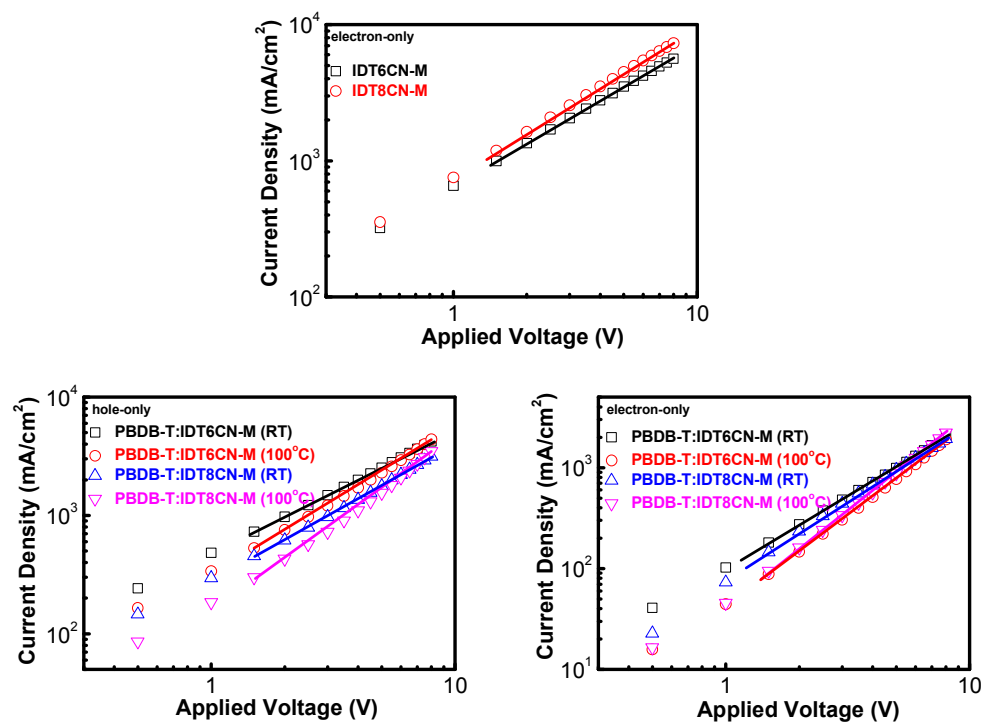 electron-only
IDT6CN-M
IDT8CN-M
10⁴
10³
10²
Current Density (mA/cm²)
1
10
Applied Voltage (V)
hole-only
PBDB-T:IDT6CN-M (RT)
PBDB-T:IDT6CN-M (100°C)
PBDB-T:IDT8CN-M (RT)
PBDB-T:IDT8CN-M (100°C)
10⁴
10³
10²
Current Density (mA/cm²)
1
10
Applied Voltage (V)
electron-only
PBDB-T:IDT6CN-M (RT)
PBDB-T:IDT6CN-M (100°C)
PBDB-T:IDT8CN-M (RT)
PBDB-T:IDT8CN-M (100°C)
10³
10²
10¹
Current Density (mA/cm²)
1
10
Applied Voltage (V)